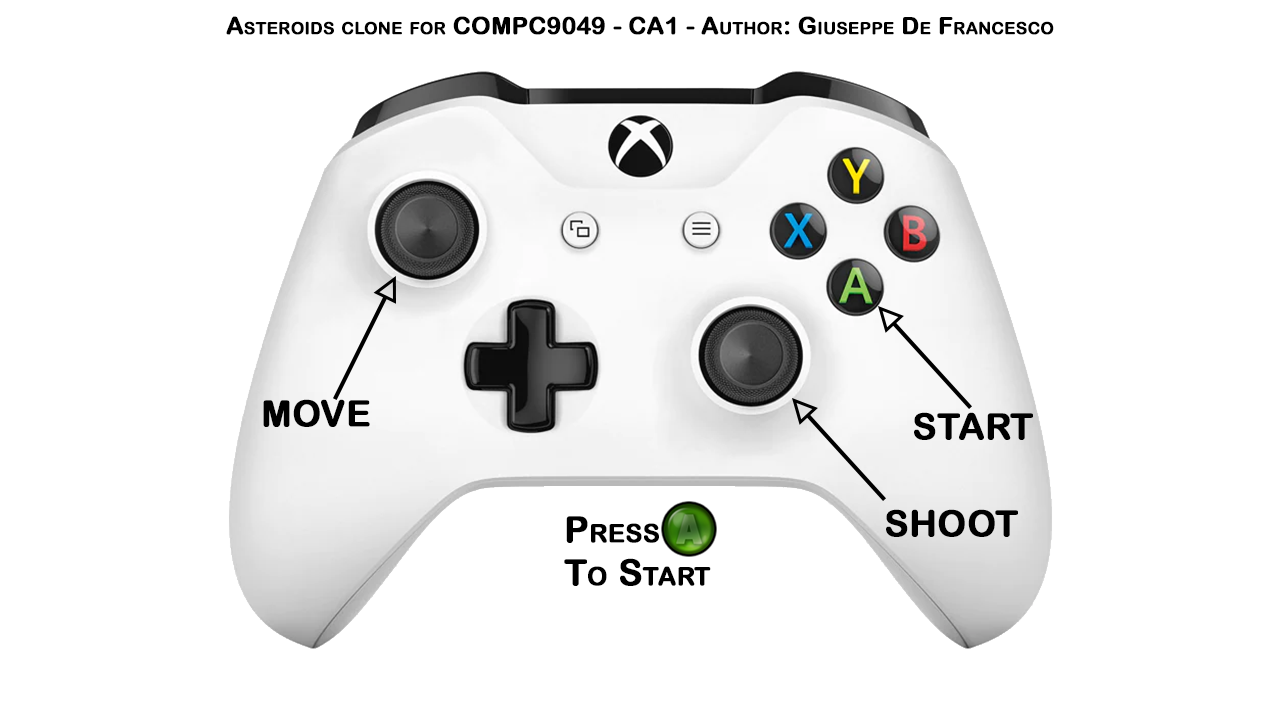 Asteroids clone for COMPC9049 - CA1 - Author: Giuseppe De Francesco
Y
X
B
A
MOVE
START
SHOOT
Press A
To Start